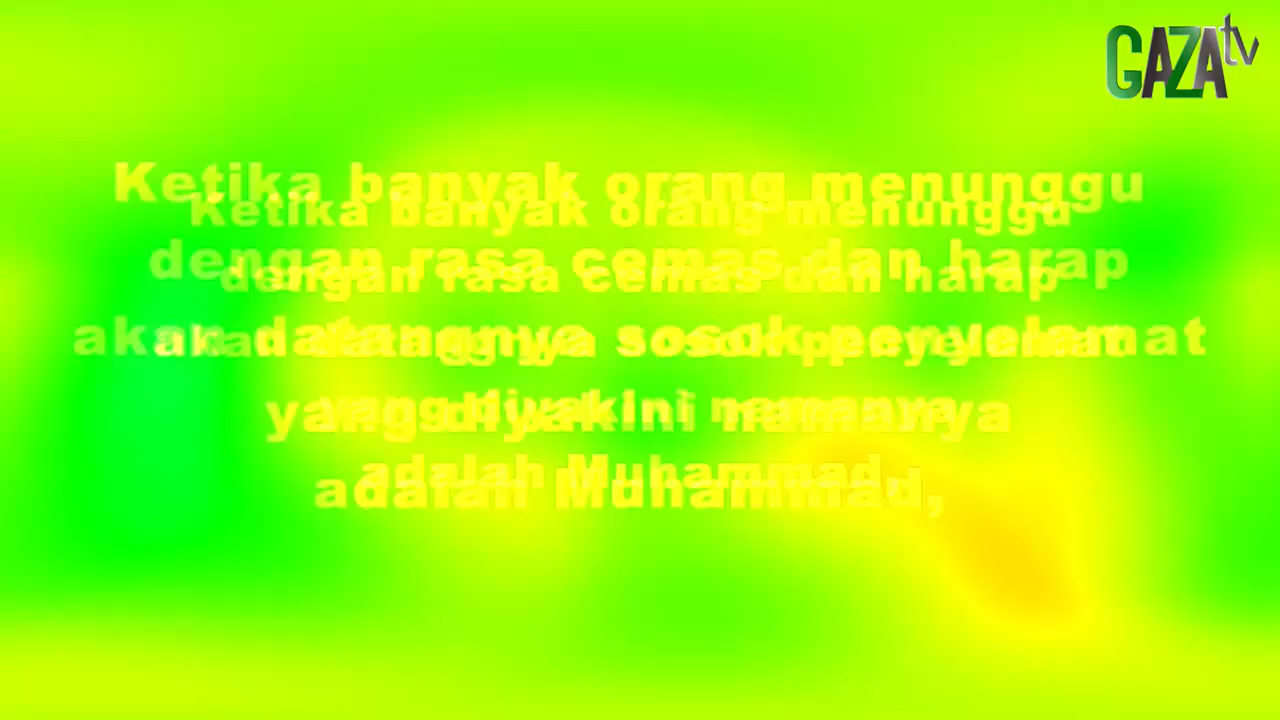 GAZA tv
Ketika banyak orang menunggu
dengan rasa cemas dan harap
akan datangnya sosok penyelamat
yang diyakini namanya
adalah Muhammad,